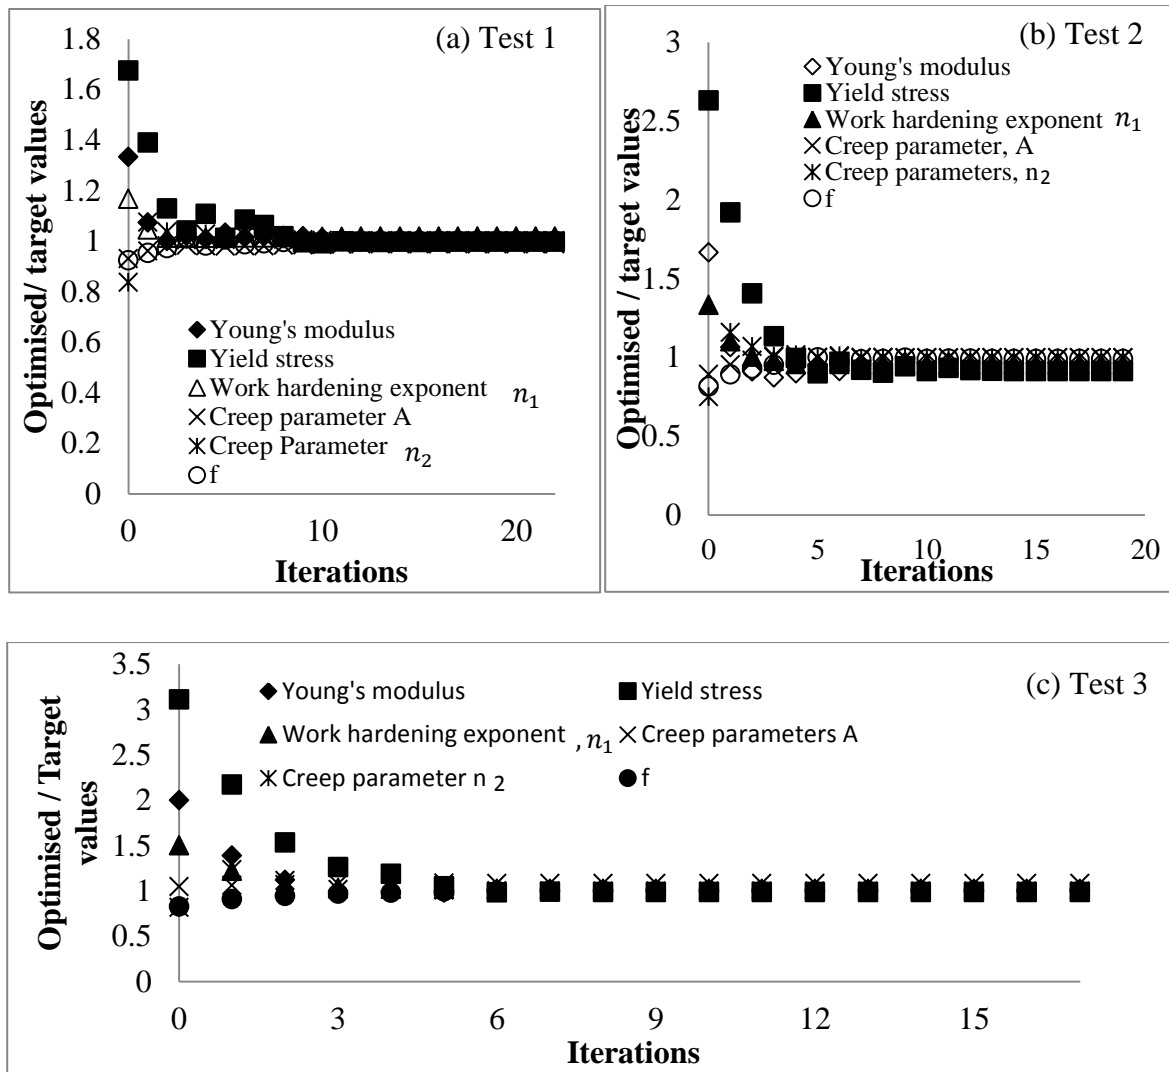 (a) Test 1
1.8
1.6
1.4
1.2
1
0.8
0.6
0.4
0.2
0
Optimised/ target values
Young's modulus
Yield stress
Work hardening exponent n₁
Creep parameter A
Creep Parameter n₂
f
0
10
20
Iterations
(b) Test 2
3
2.5
2
1.5
1
0.5
0
Optimised / target values
Young's modulus
Yield stress
Work hardening exponent n₁
Creep parameter, A
Creep parameters, n₂
f
0
5
10
15
20
Iterations
(c) Test 3
3.5
3
2.5
2
1.5
1
0.5
0
Optimised / Target
values
Young's modulus
Yield stress
Work hardening exponent , n₁
Creep parameters A
Creep parameter n 2
f
0
3
6
9
12
15
Iterations